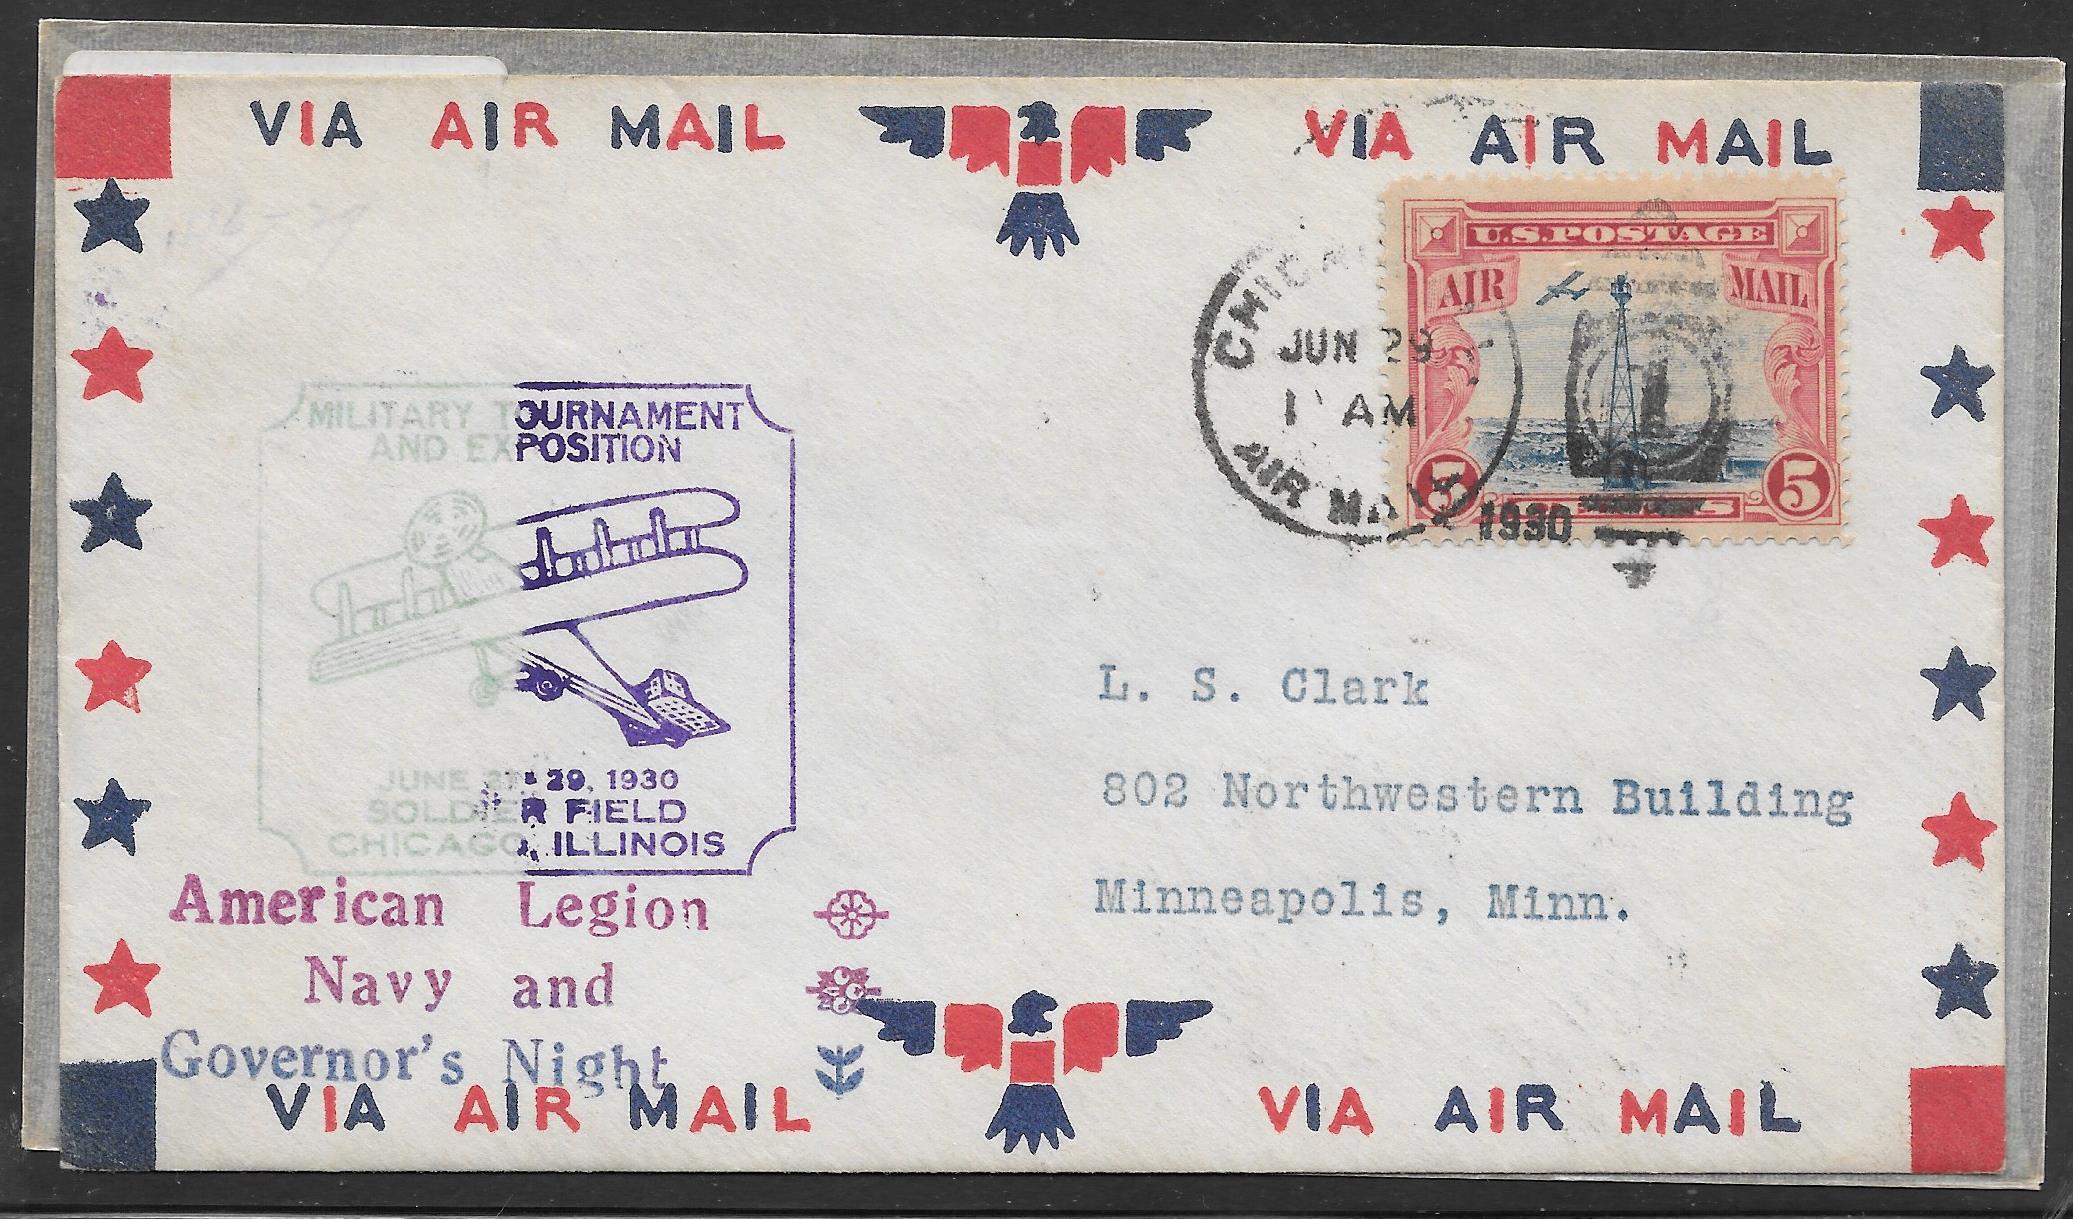 VIA AIR MAIL
VIA AIR MAIL
U.S. POSTAGE
AIR MAIL
5 5
JUN 29
AM
AIR MAIL
1930
MILITARY TOURNAMENT
AND EXPOSITION
JUNE 29, 1930
SOLDIER FIELD
CHICAGO, ILLINOIS
L. S. Clark
802 Northwestern Building
Minneapolis, Minn.
American Legion
Navy and
Governor's Night
VIA AIR MAIL
VIA AIR MAIL